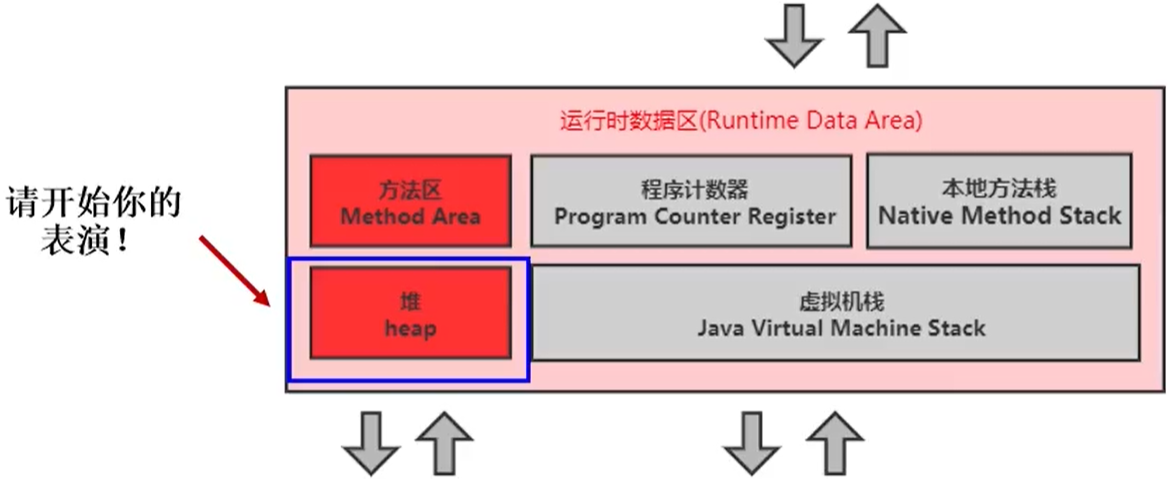 运行时数据区(Runtime Data Area)
方法区
Method Area
程序计数器
Program Counter Register
本地方法栈
Native Method Stack
请开始你的
表演！
堆
heap
虚拟机栈
Java Virtual Machine Stack